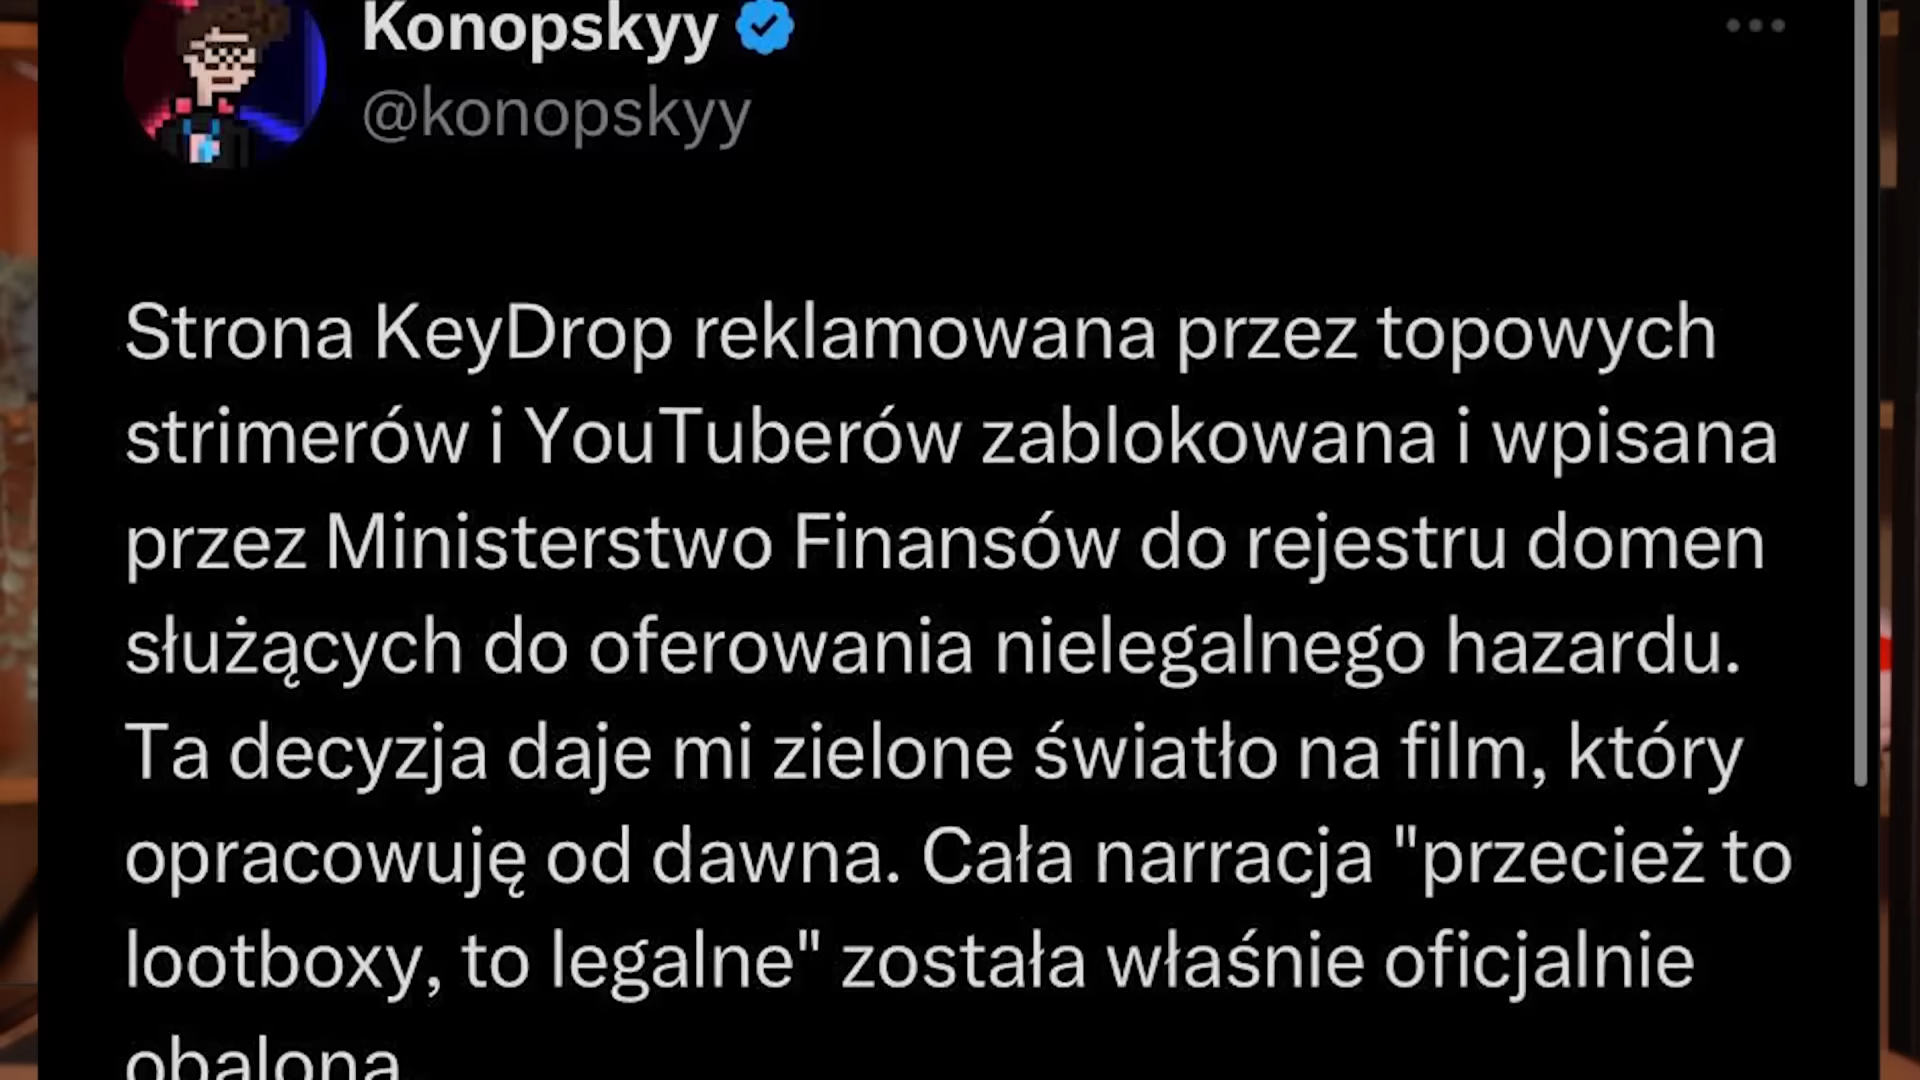 Konopskyy
@konopskyy
Strona KeyDrop reklamowana przez topowych
strimerów i YouTuberów zablokowana i wpisana
przez Ministerstwo Finansów do rejestru domen
służących do oferowania nielegalnego hazardu.
Ta decyzja daje mi zielone światło na film, który
opracowuję od dawna. Cała narracja "przecież to
lootboxy, to legalne" została właśnie oficjalnie
obalona.